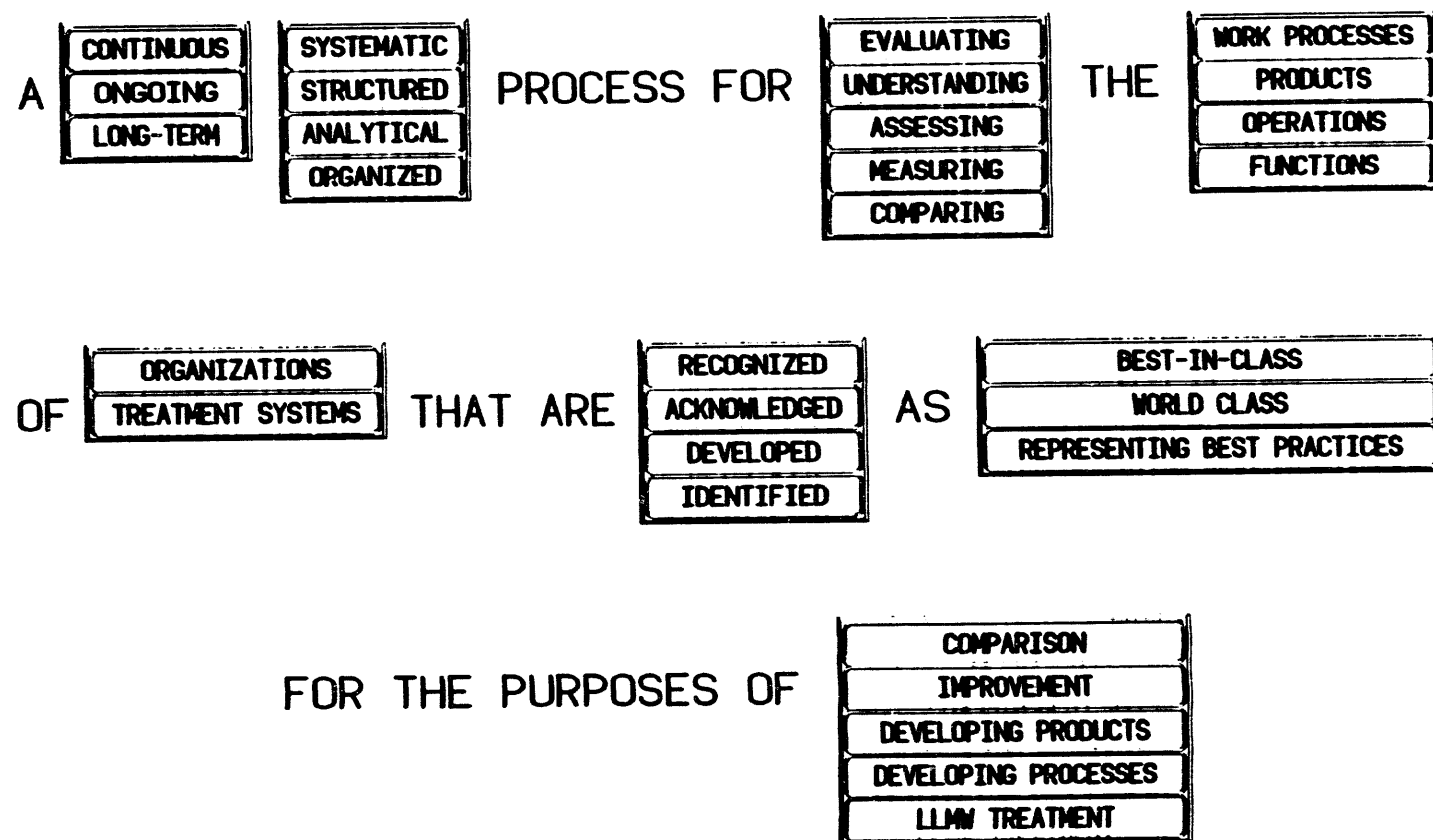 A
CONTINUOUS
ONGOING
LONG-TERM
SYSTEMATIC
STRUCTURED
ANALYTICAL
ORGANIZED
PROCESS FOR
EVALUATING
UNDERSTANDING
ASSESSING
MEASURING
COMPARING
THE
WORK PROCESSES
PRODUCTS
OPERATIONS
FUNCTIONS
OF
ORGANIZATIONS
TREATMENT SYSTEMS
THAT ARE
RECOGNIZED
ACKNOWLEDGED
DEVELOPED
IDENTIFIED
AS
BEST-IN-CLASS
WORLD CLASS
REPRESENTING BEST PRACTICES
FOR THE PURPOSES OF
COMPARISON
IMPROVEMENT
DEVELOPING PRODUCTS
DEVELOPING PROCESSES
LLMW TREATMENT